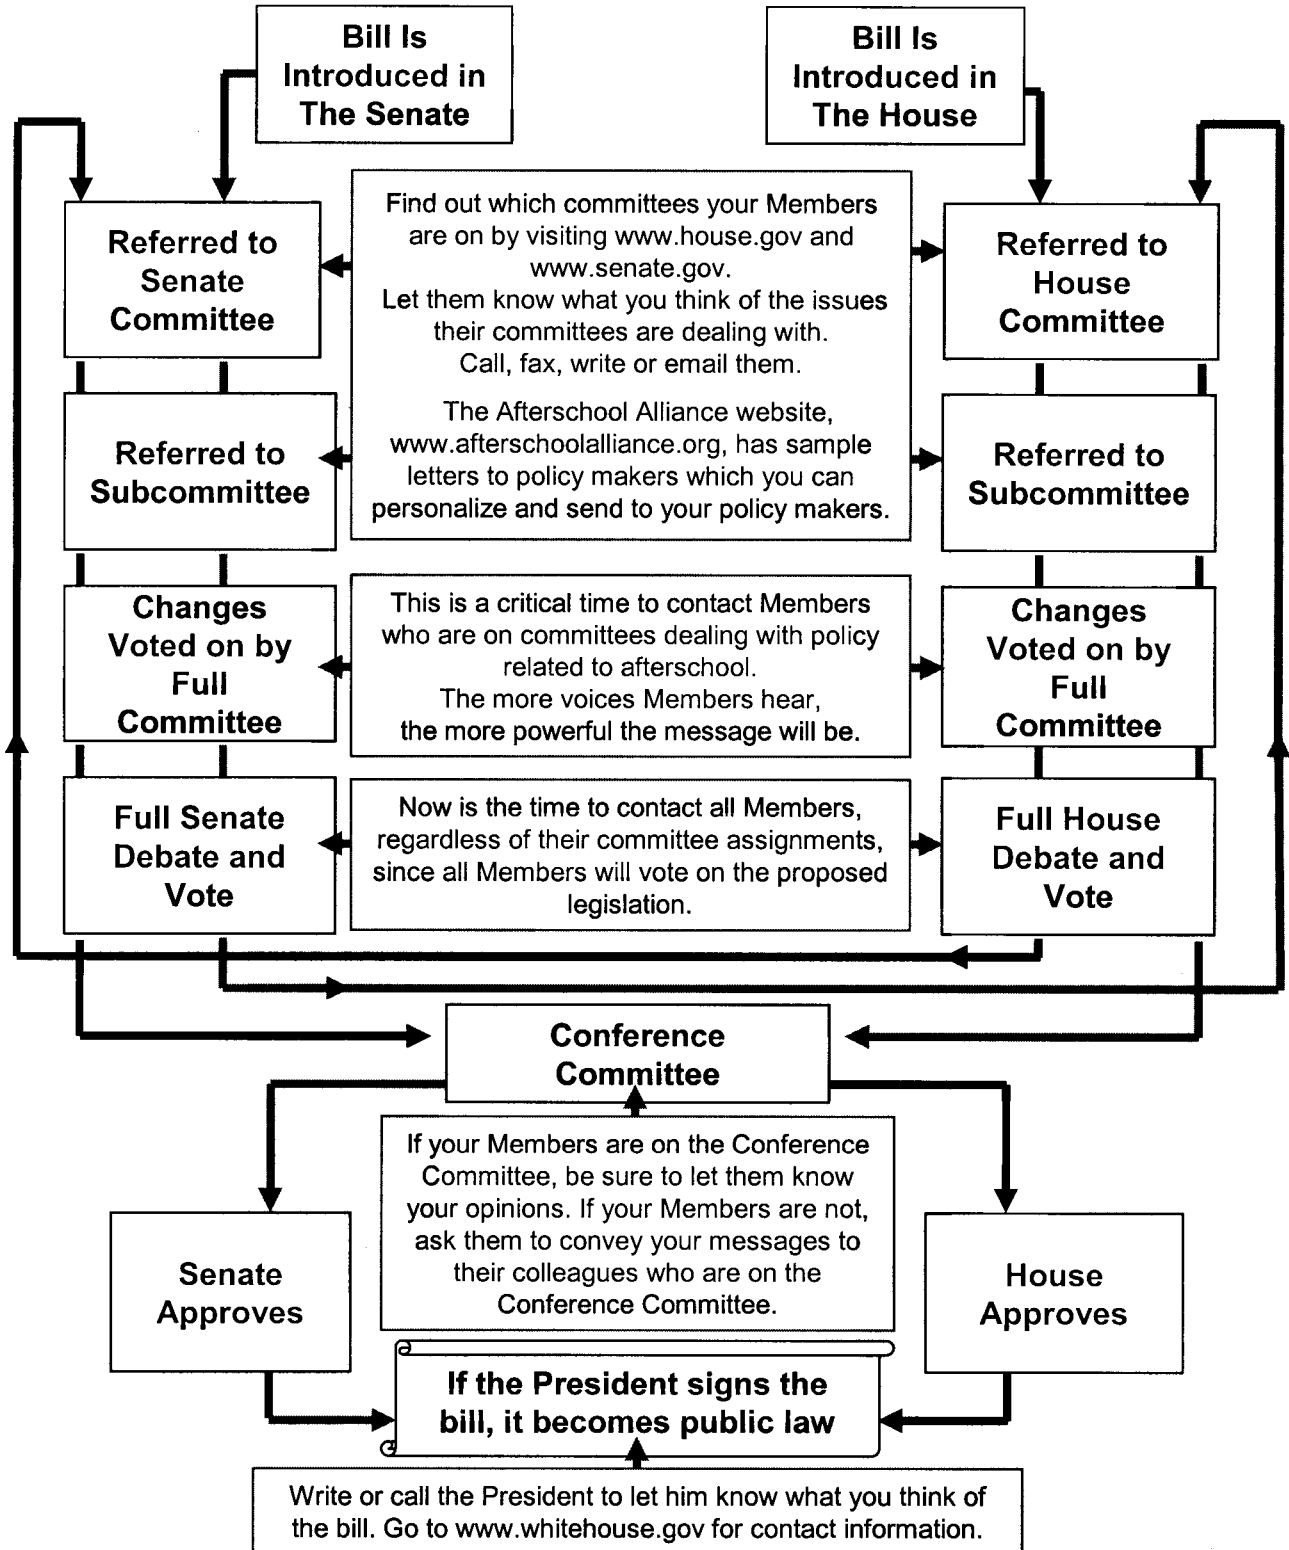 Bill Is
Introduced in
The Senate
Bill Is
Introduced in
The House
Referred to
Senate
Committee
Find out which committees your Members
are on by visiting www.house.gov and
www.senate.gov.
Let them know what you think of the issues
their committees are dealing with.
Call, fax, write or email them.
The Afterschool Alliance website,
www.afterschoolalliance.org, has sample
letters to policy makers which you can
personalize and send to your policy makers.
Referred to
House
Committee
Referred to
Subcommittee
Referred to
Subcommittee
Changes
Voted on by
Full
Committee
This is a critical time to contact Members
who are on committees dealing with policy
related to afterschool.
The more voices Members hear,
the more powerful the message will be.
Changes
Voted on by
Full
Committee
Full Senate
Debate and
Vote
Now is the time to contact all Members,
regardless of their committee assignments,
since all Members will vote on the proposed
legislation.
Full House
Debate and
Vote
Conference
Committee
If your Members are on the Conference
Committee, be sure to let them know
your opinions. If your Members are not,
ask them to convey your messages to
their colleagues who are on the
Conference Committee.
Senate
Approves
House
Approves
If the President signs the
bill, it becomes public law
Write or call the President to let him know what you think of
the bill. Go to www.whitehouse.gov for contact information.